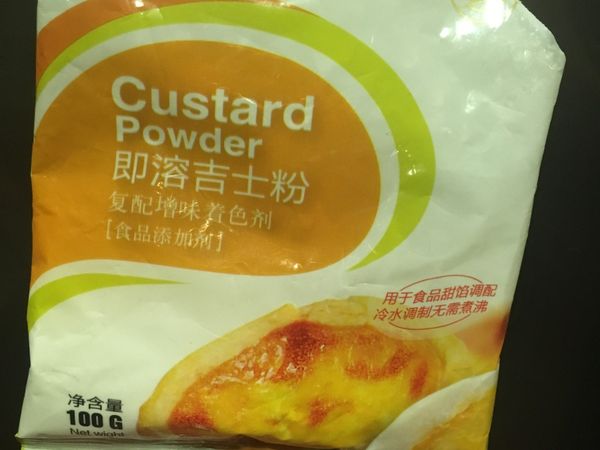 Custard
Powder
即溶吉士粉
复配增味着色剂
[食品添加剂]
用于食品甜馅调配
冷水调制无需煮沸
净含量
100 G
Net wight